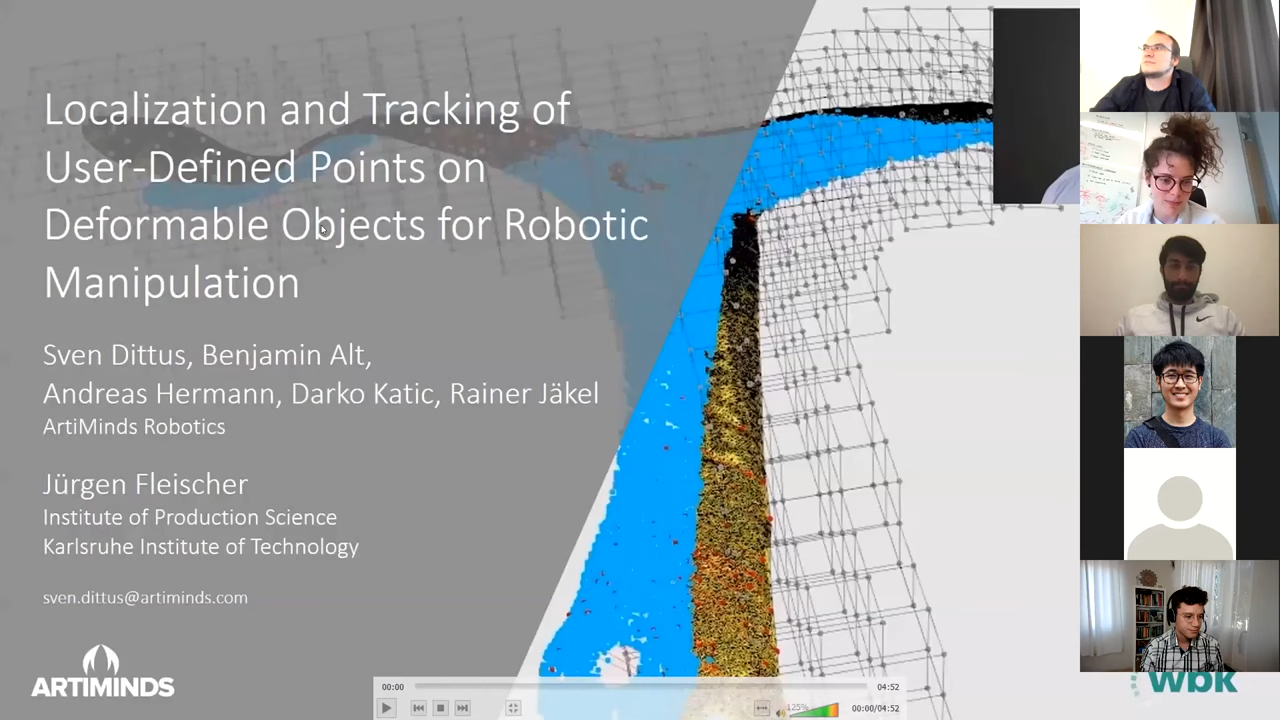 Localization and Tracking of
User-Defined Points on
Deformable Objects for Robotic
Manipulation
Sven Dittus, Benjamin Alt,
Andreas Hermann, Darko Katic, Rainer Jäkel
ArtiMinds Robotics
Jürgen Fleischer
Institute of Production Science
Karlsruhe Institute of Technology
sven.dittus@artiminds.com
ARTIMINDS
wbk
00:00
04:52
125%
00:00/04:52